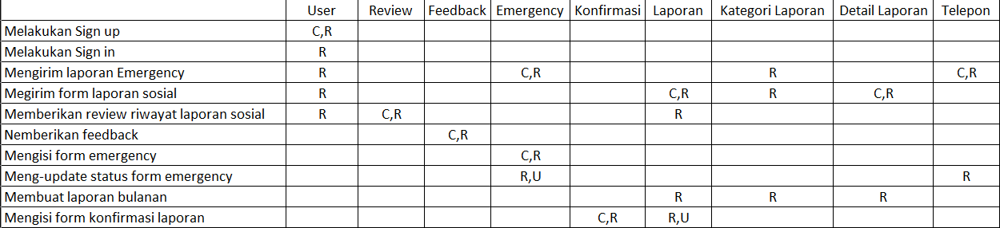 User Review Feedback Emergency Konfirmasi Laporan Kategori Laporan Detail Laporan Telepon
Melakukan Sign up C,R
Melakukan Sign in R
Mengirim laporan Emergency R C,R R C,R
Megirim form laporan sosial R C,R R C,R
Memberikan review riwayat laporan sosial R C,R R
Nemberikan feedback C,R
Mengisi form emergency C,R
Meng-update status form emergency R,U R
Membuat laporan bulanan R R R
Mengisi form konfirmasi laporan C,R R,U